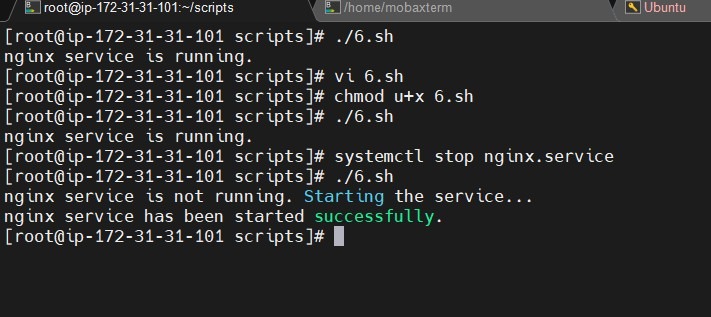 root@ip-172-31-31-101:~/scripts
/home/mobaxterm
Ubuntu
[root@ip-172-31-31-101 scripts]# ./6.sh
nginx service is running.
[root@ip-172-31-31-101 scripts]# vi 6.sh
[root@ip-172-31-31-101 scripts]# chmod u+x 6.sh
[root@ip-172-31-31-101 scripts]# ./6.sh
nginx service is running.
[root@ip-172-31-31-101 scripts]# systemctl stop nginx.service
[root@ip-172-31-31-101 scripts]# ./6.sh
nginx service is not running. Starting the service...
nginx service has been started successfully.
[root@ip-172-31-31-101 scripts]#